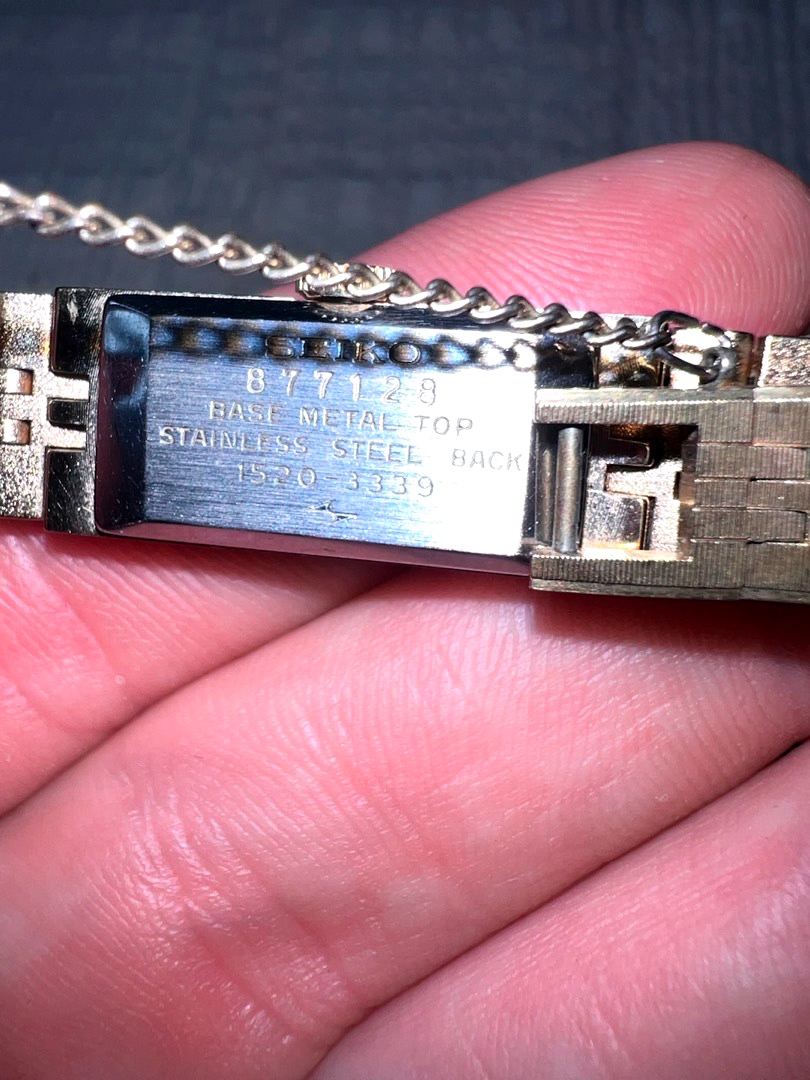 SEIKO
877128
BASE METAL TOP
STAINLESS STEEL BACK
1520-3339